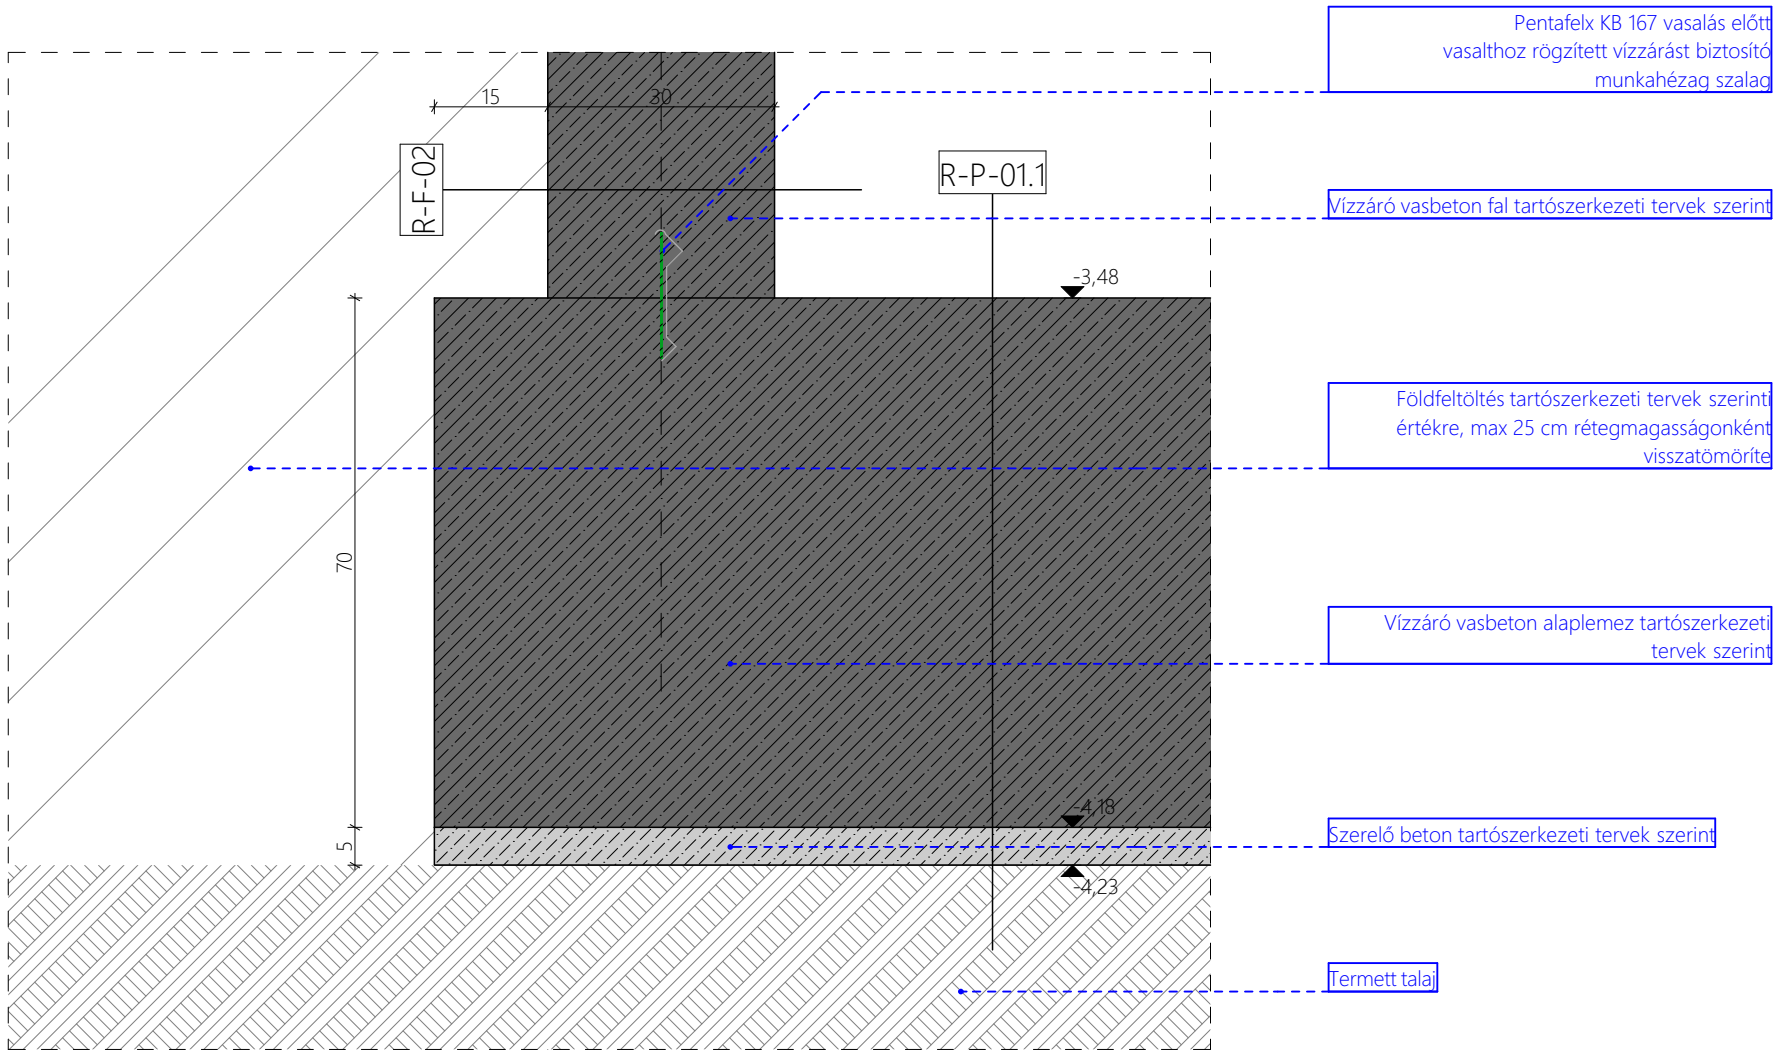 Pentafelx KB 167 vasalás előtt
vasalthoz rögzített vízzárást biztosító
munkahézag szalag
15
30
R-F-02
R-P-01.1
Vízzáró vasbeton fal tartószerkezeti tervek szerint
-3,48
Földfeltöltés tartószerkezeti tervek szerinti
értékre, max 25 cm rétegmagasságonként
visszatömöríte
70
Vízzáró vasbeton alaplemez tartószerkezeti
tervek szerint
-4,18
5
Szerelő beton tartószerkezeti tervek szerint
-4,23
Termett talaj